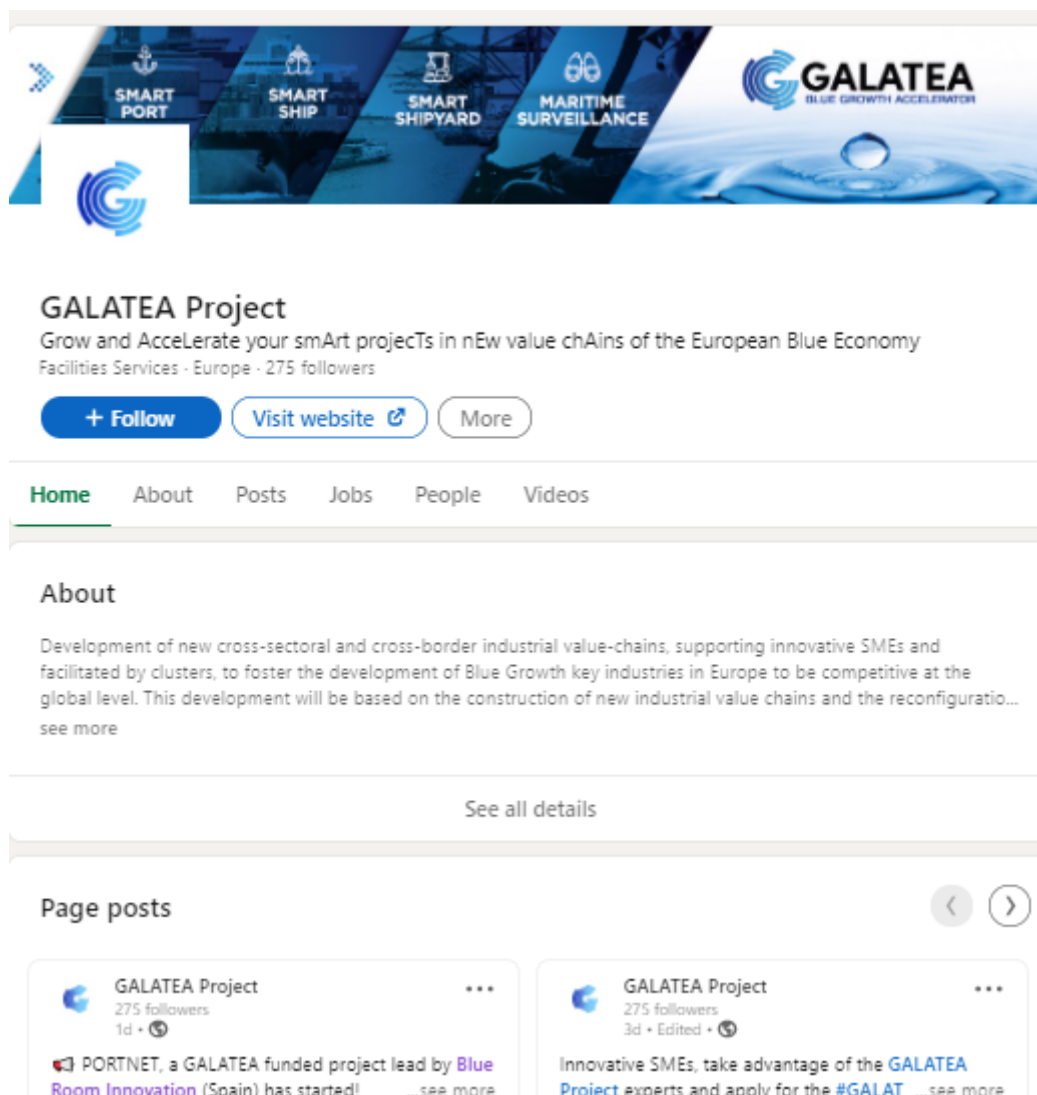 SMART
PORT
SMART
SHIP
SMART
SHIPYARD
MARITIME
SURVEILLANCE
GALATEA
BLUE GROWTH ACCELERATOR
GALATEA Project
Grow and AcceLerate your smArt projecTs in nEw value chAins of the European Blue Economy
Facilities Services · Europe · 275 followers
+ Follow
Visit website
More
Home About Posts Jobs People Videos
About
Development of new cross-sectoral and cross-border industrial value-chains, supporting innovative SMEs and
facilitated by clusters, to foster the development of Blue Growth key industries in Europe to be competitive at the
global level. This development will be based on the construction of new industrial value chains and the reconfiguratio...
see more
See all details
Page posts
GALATEA Project
275 followers
1d •
PORTNET, a GALATEA funded project lead by Blue
Room Innovation (Spain) has started! ...see more
GALATEA Project
275 followers
3d • Edited •
Innovative SMEs, take advantage of the GALATEA
Project experts and apply for the #GALAT ...see more